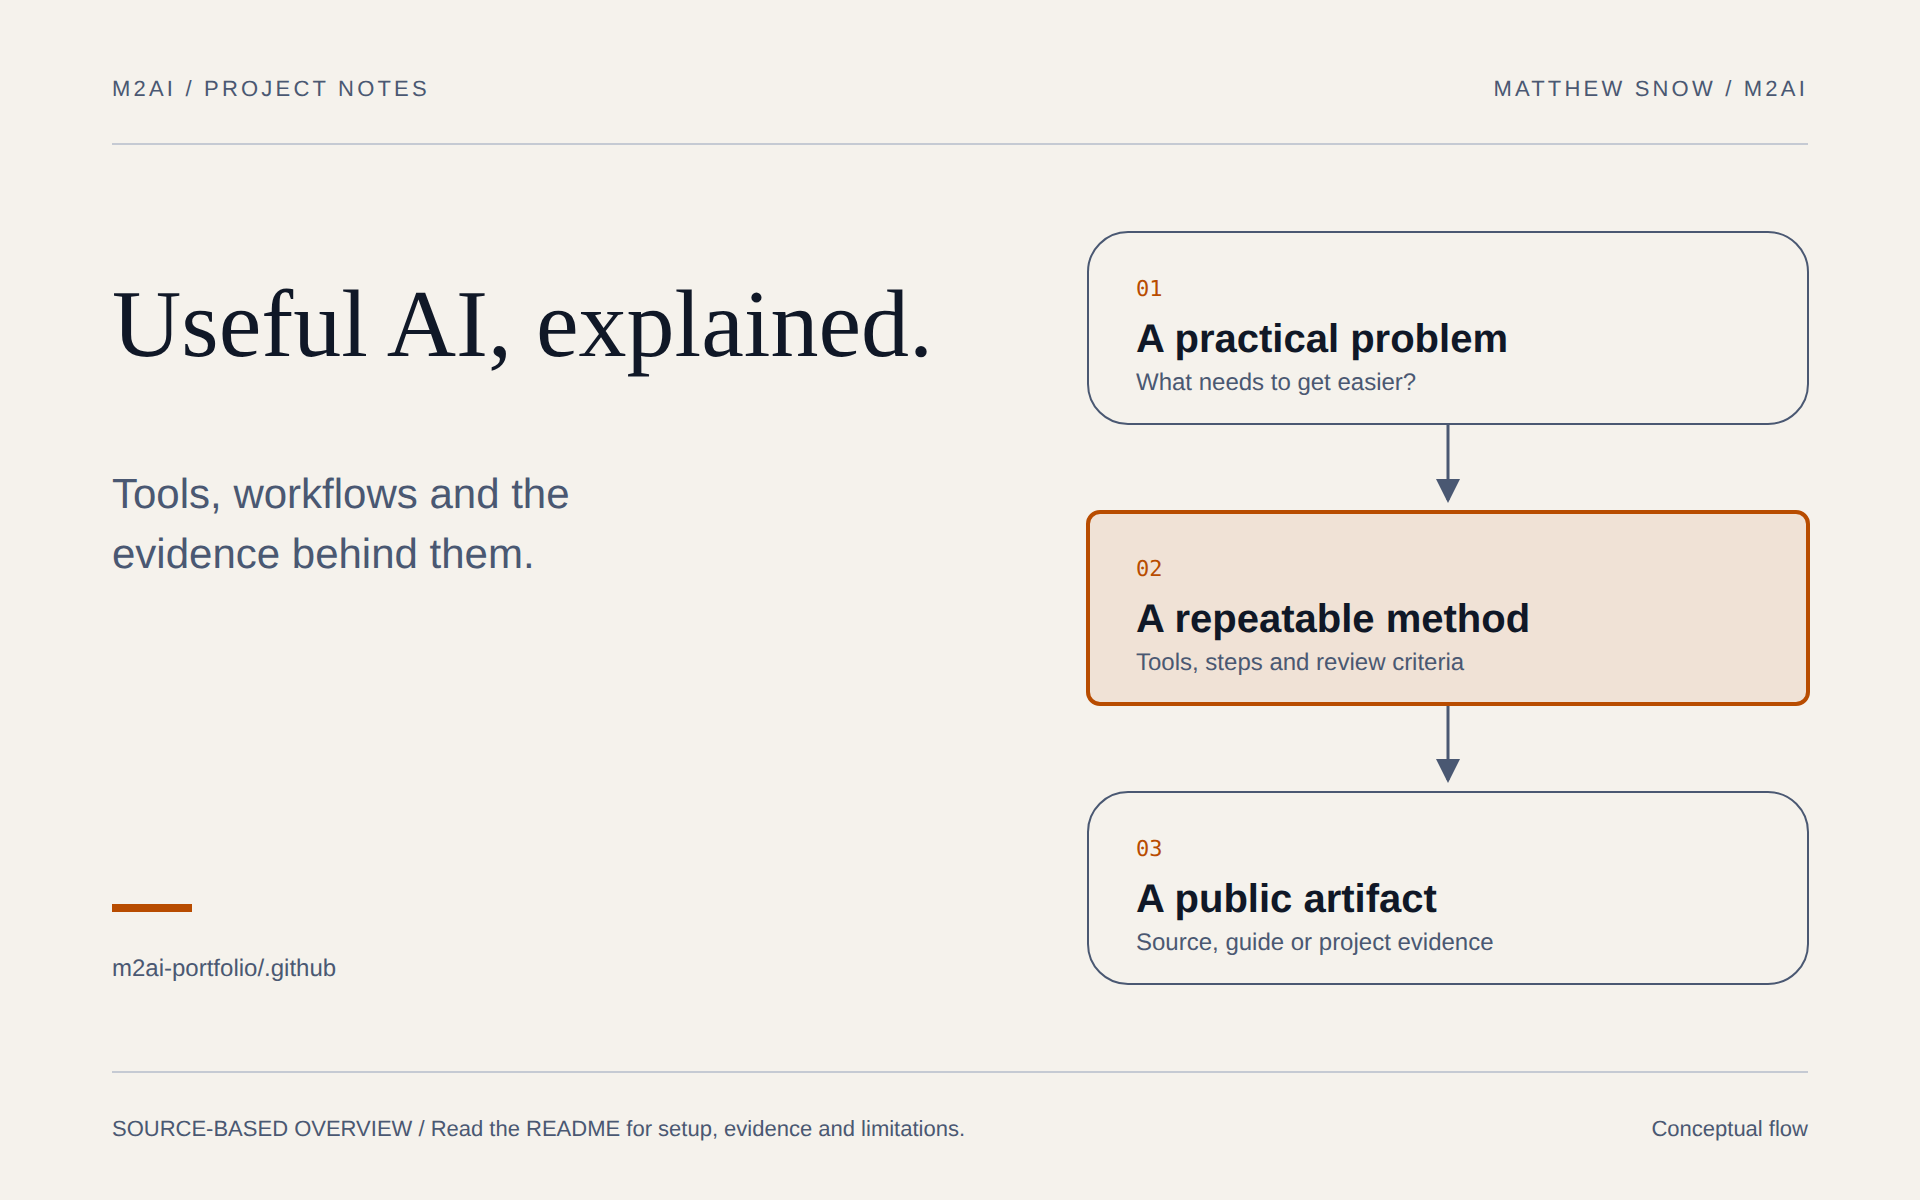 M2AI / PROJECT NOTES
MATTHEW SNOW / M2AI
Useful AI, explained.
Tools, workflows and the
evidence behind them.
m2ai-portfolio/.github
01
A practical problem
What needs to get easier?
02
A repeatable method
Tools, steps and review criteria
03
A public artifact
Source, guide or project evidence
SOURCE-BASED OVERVIEW / Read the README for setup, evidence and limitations.
Conceptual flow